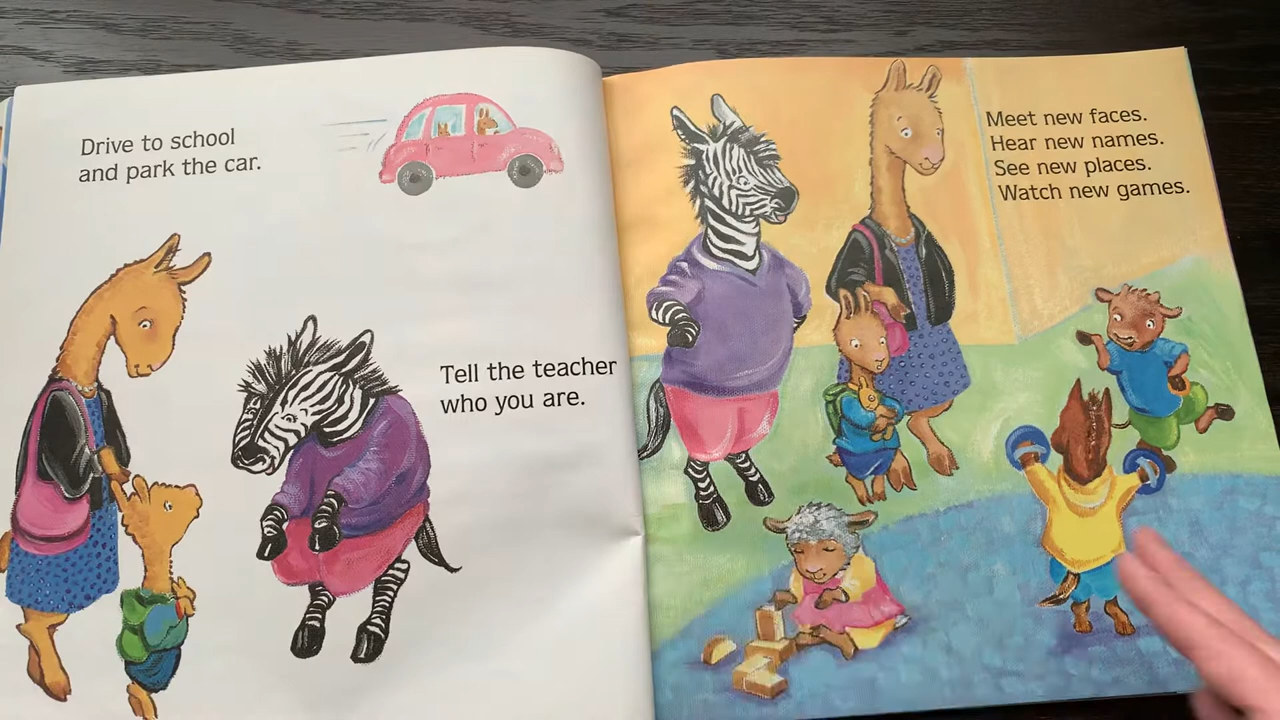 Drive to school
and park the car.
Tell the teacher
who you are.
Meet new faces.
Hear new names.
See new places.
Watch new games.